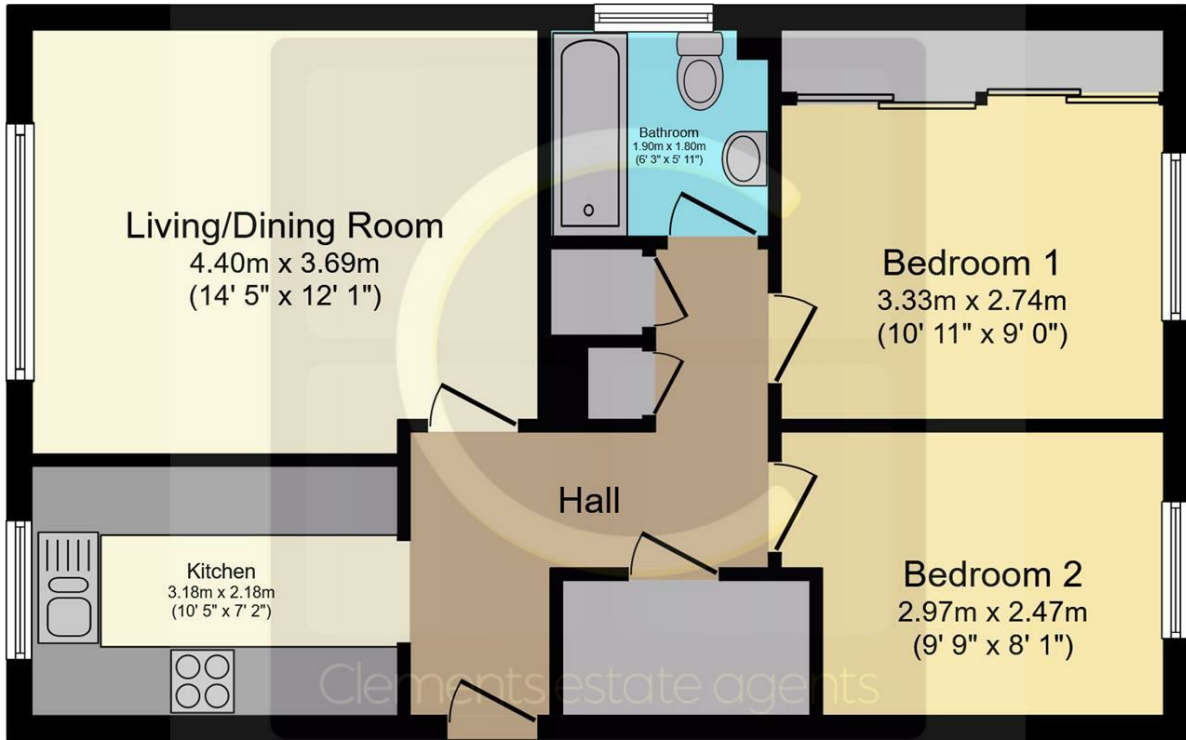 Living/Dining Room
4.40m x 3.69m
(14' 5" x 12' 1")
Bathroom
1.90m x 1.80m
(6' 3" x 5' 11")
Bedroom 1
3.33m x 2.74m
(10' 11" x 9' 0")
Hall
Kitchen
3.18m x 2.18m
(10' 5" x 7' 2")
Bedroom 2
2.97m x 2.47m
(9' 9" x 8' 1")
Clements estate agents